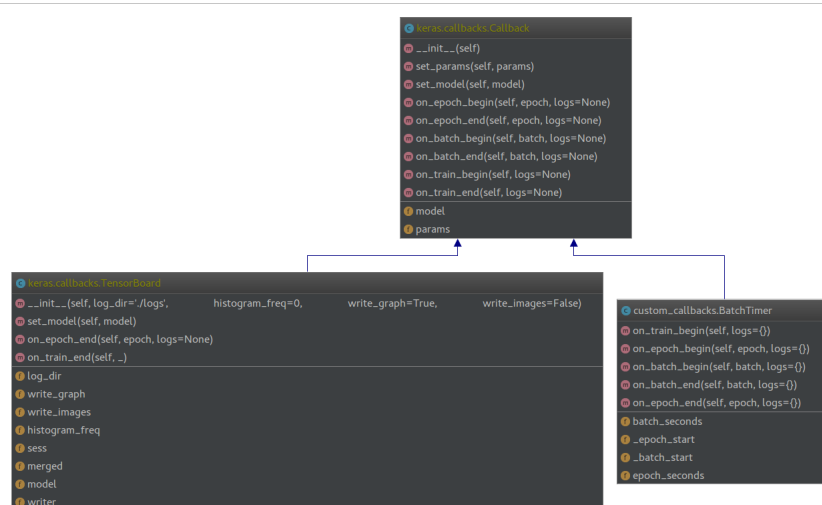 keras.callbacks.Callback
__init__(self)
set_params(self, params)
set_model(self, model)
on_epoch_begin(self, epoch, logs=None)
on_epoch_end(self, epoch, logs=None)
on_batch_begin(self, batch, logs=None)
on_batch_end(self, batch, logs=None)
on_train_begin(self, logs=None)
on_train_end(self, logs=None)
model
params
keras.callbacks.TensorBoard
__init__(self, log_dir='./logs', histogram_freq=0, write_graph=True, write_images=False)
set_model(self, model)
on_epoch_end(self, epoch, logs=None)
on_train_end(self, _)
log_dir
write_graph
write_images
histogram_freq
sess
merged
model
writer
custom_callbacks.BatchTimer
on_train_begin(self, logs={})
on_epoch_begin(self, epoch, logs={})
on_batch_begin(self, batch, logs={})
on_batch_end(self, batch, logs={})
on_epoch_end(self, epoch, logs={})
batch_seconds
_epoch_start
_batch_start
epoch_seconds